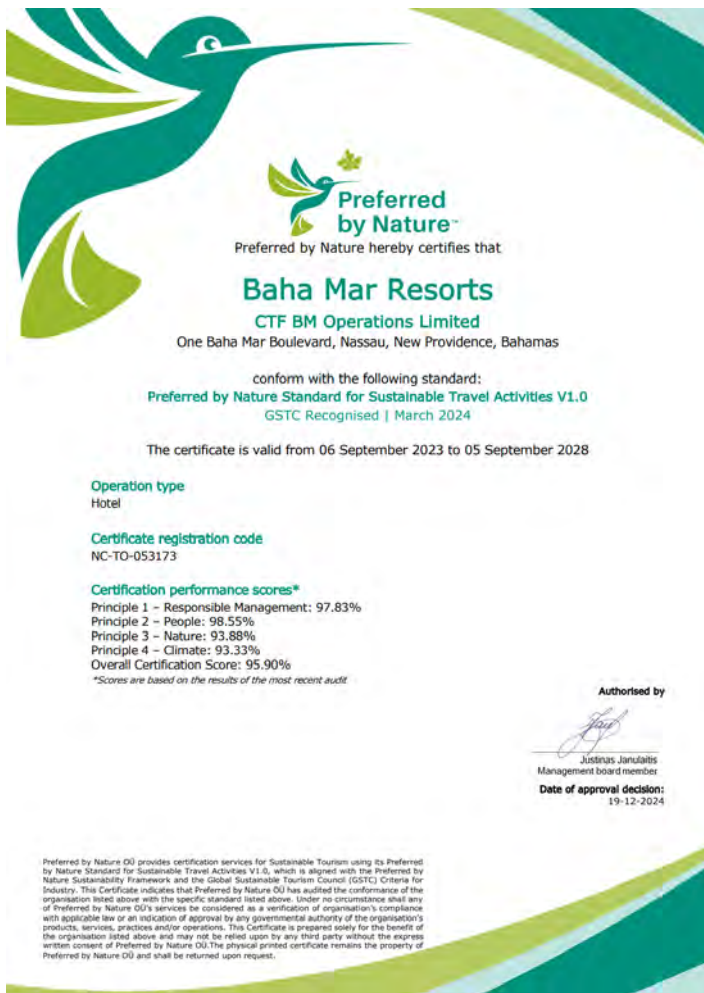 Preferred
by Nature™
Preferred by Nature hereby certifies that
Baha Mar Resorts
CTF BM Operations Limited
One Baha Mar Boulevard, Nassau, New Providence, Bahamas
conform with the following standard:
Preferred by Nature Standard for Sustainable Travel Activities V1.0
GSTC Recognised | March 2024
The certificate is valid from 06 September 2023 to 05 September 2028
Operation type
Hotel
Certificate registration code
NC-TO-053173
Certification performance scores*
Principle 1 – Responsible Management: 97.83%
Principle 2 – People: 98.55%
Principle 3 – Nature: 93.88%
Principle 4 – Climate: 93.33%
Overall Certification Score: 95.90%
*Scores are based on the results of the most recent audit
Authorised by
Justinas Janulaitis
Management board member
Date of approval decision:
19-12-2024
Preferred by Nature OÜ provides certification services for Sustainable Tourism using its Preferred
by Nature Standard for Sustainable Travel Activities V1.0, which is aligned with the Preferred by
Nature Sustainability Framework and the Global Sustainable Tourism Council (GSTC) Criteria for
Industry. This Certificate indicates that Preferred by Nature OÜ has audited the conformance of the
organisation listed above with the specific standard listed above. Under no circumstance shall any
of Preferred by Nature OÜ's services be considered as a verification of organisation's compliance
with applicable law or an indication of approval by any governmental authority of the organisation's
products, services, practices and/or operations. This Certificate is prepared solely for the benefit of
the organisation listed above and may not be relied upon by any third party without the express
written consent of Preferred by Nature OÜ.The physical printed certificate remains the property of
Preferred by Nature OÜ and shall be returned upon request.